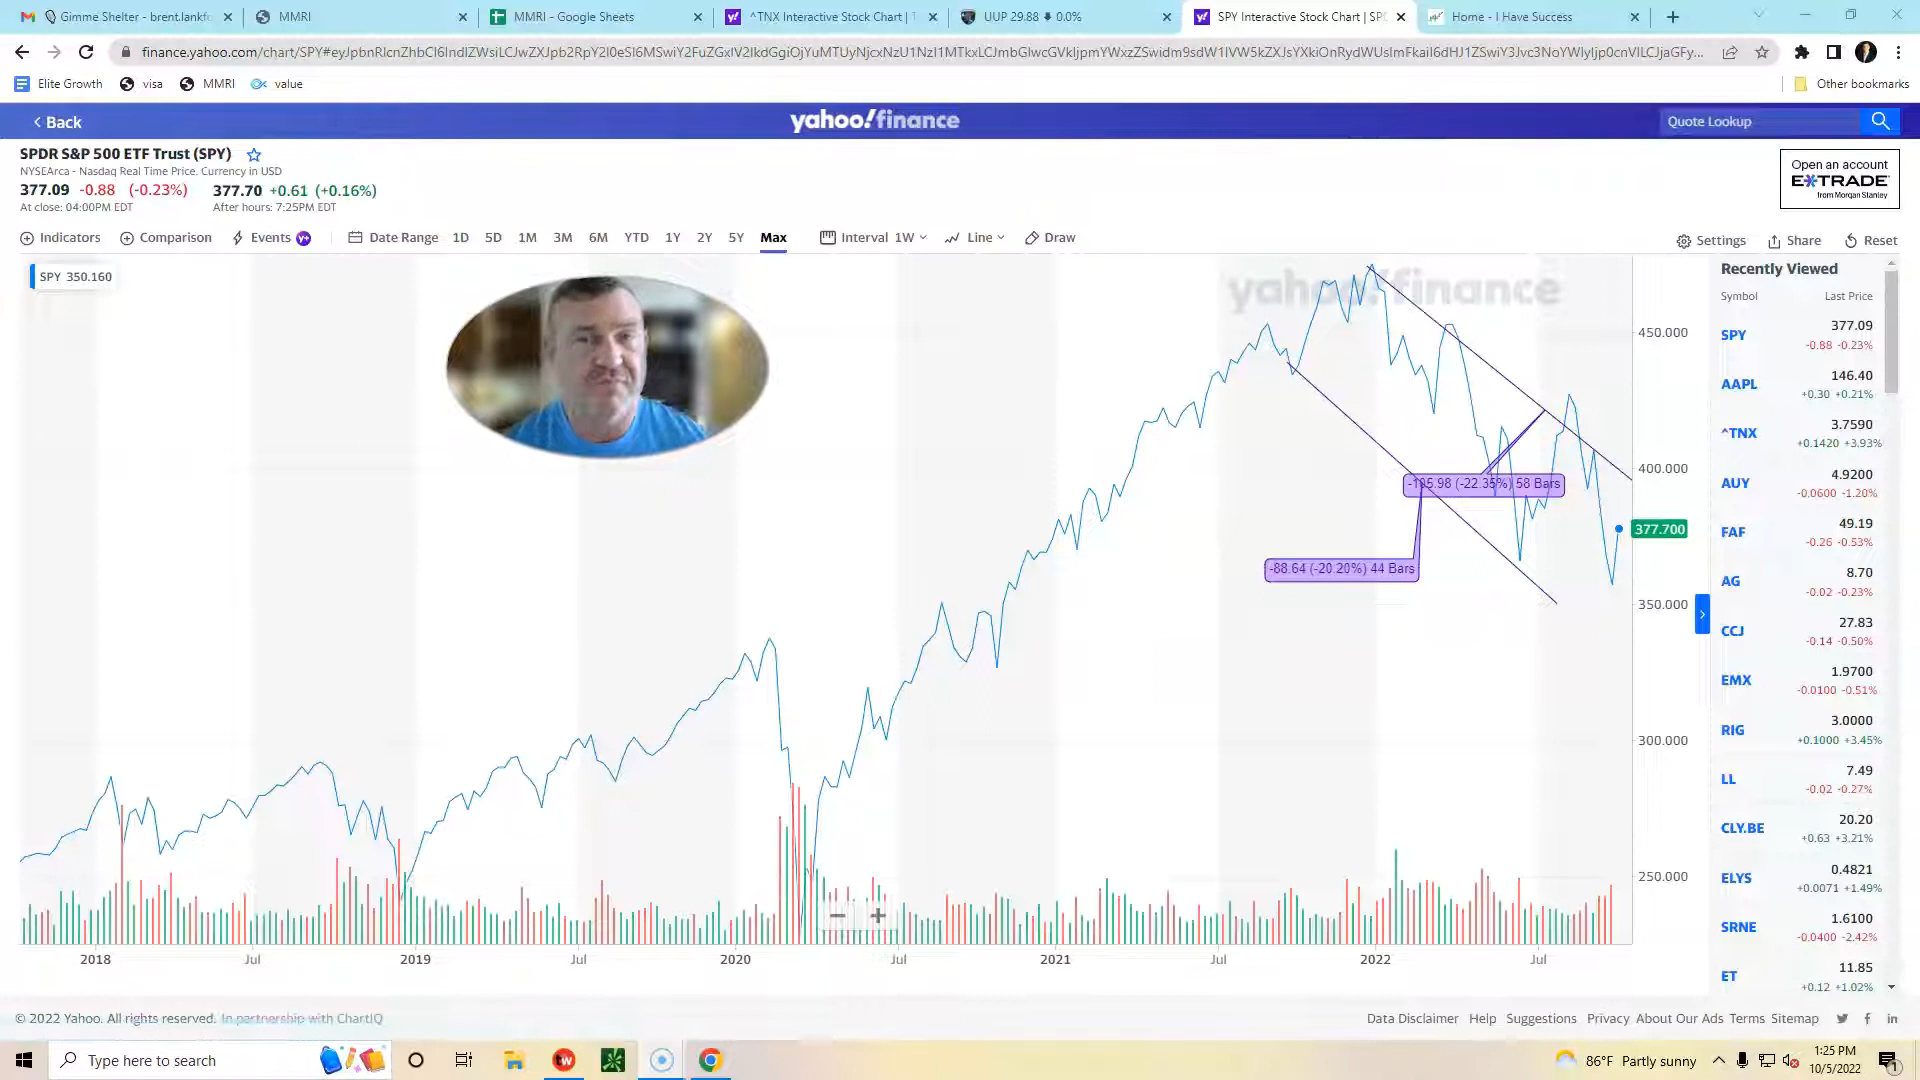 Gimme Shelter - brent.lankf
MMRI
MMRI - Google Sheets
^TNX Interactive Stock Chart | T
UUP 29.88 ⬇ 0.0%
SPY Interactive Stock Chart | SPD
Home - I Have Success
Elite Growth
visa
MMRI
value
Other bookmarks
Back
yahoo!finance
Quote Lookup
SPDR S&P 500 ETF Trust (SPY)
NYSEArca - Nasdaq Real Time Price. Currency in USD
377.09 -0.88 (-0.23%) 377.70 +0.61 (+0.16%)
At close: 04:00PM EDT After hours: 7:25PM EDT
Open an account
E*TRADE
from Morgan Stanley
Indicators Comparison Events Y+ Date Range 1D 5D 1M 3M 6M YTD 1Y 2Y 5Y Max Interval 1W Line Draw
Settings Share Reset
SPY 350.160
yahoo!finance
450.000
400.000
377.700
350.000
300.000
250.000
-105.98 (-22.35%) 58 Bars
-88.64 (-20.20%) 44 Bars
2018 Jul 2019 Jul 2020 Jul 2021 Jul 2022 Jul
Recently Viewed
Symbol Last Price
SPY 377.09
-0.88 -0.23%
AAPL 146.40
+0.30 +0.21%
^TNX 3.7590
+0.1420 +3.93%
AUY 4.9200
-0.0600 -1.20%
FAF 49.19
-0.26 -0.53%
AG 8.70
-0.02 -0.23%
CCJ 27.83
-0.14 -0.50%
EMX 1.9700
-0.0100 -0.51%
RIG 3.0000
+0.1000 +3.45%
LL 7.49
-0.02 -0.27%
CLY.BE 20.20
+0.63 +3.21%
ELYS 0.4821
+0.0071 +1.49%
SRNE 1.6100
-0.0400 -2.42%
ET 11.85
+0.12 +1.02%
© 2022 Yahoo. All rights reserved. In partnership with ChartIQ
Data Disclaimer Help Suggestions Privacy About Our Ads Terms Sitemap
Type here to search
86°F Partly sunny
1:25 PM
10/5/2022